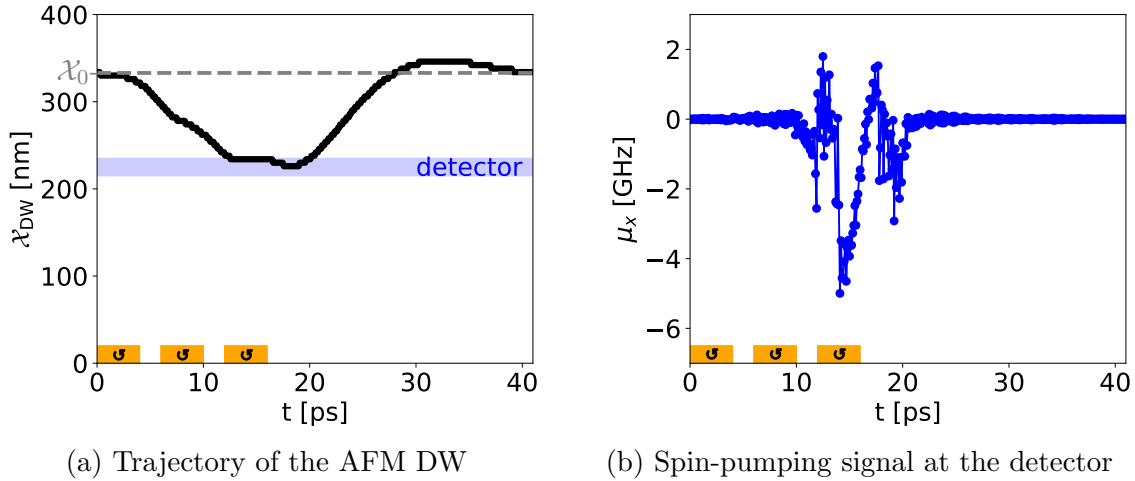 400
300
200
100
0
𝒳₀
𝒳_DW [nm]
detector
↺ ↺ ↺
0 10 20 30 40
t [ps]
(a) Trajectory of the AFM DW
2
0
−2
−4
−6
μₓ [GHz]
↺ ↺ ↺
0 10 20 30 40
t [ps]
(b) Spin-pumping signal at the detector